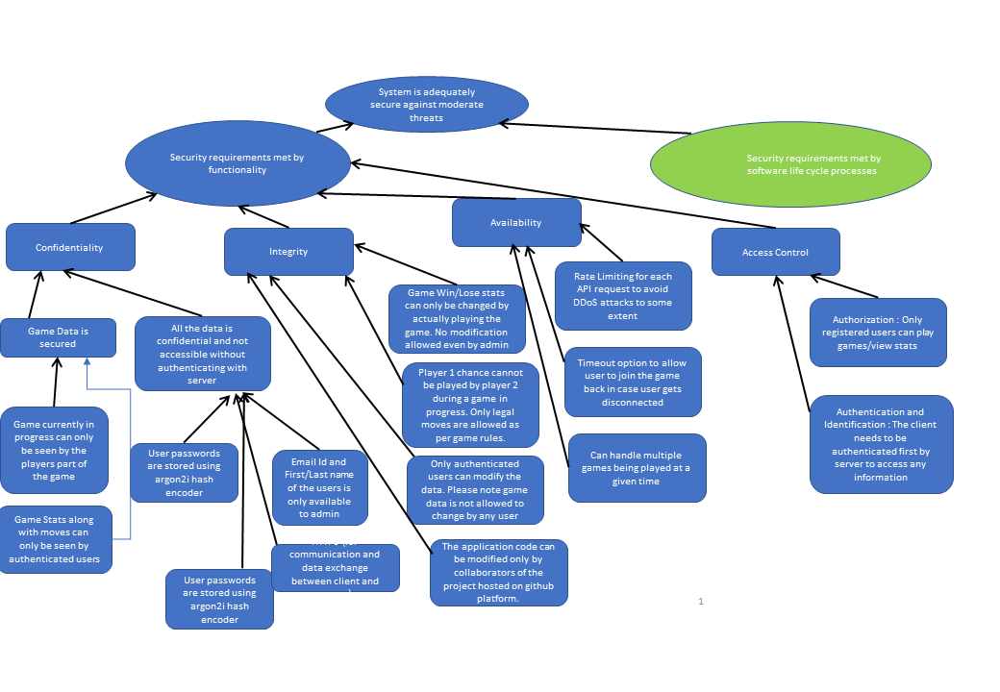 System is adequately
secure against moderate
threats
Security requirements met by
functionality
Security requirements met by
software life cycle processes
Confidentiality
Integrity
Availability
Access Control
Game Data is
secured
All the data is
confidential and not
accessible without
authenticating with
server
Game currently in
progress can only
be seen by the
players part of
the game
Game Stats along
with moves can
only be seen by
authenticated users
User passwords
are stored using
argon2i hash
encoder
Email Id and
First/Last name
of the users is
only available
to admin
communication and
data exchange
between client and
User passwords
are stored using
argon2i hash
encoder
Game Win/Lose stats
can only be changed by
actually playing the
game. No modification
allowed even by admin
Player 1 chance cannot
be played by player 2
during a game in
progress. Only legal
moves are allowed as
per game rules.
Only authenticated
users can modify the
data. Please note game
data is not allowed to
change by any user
The application code can
be modified only by
collaborators of the
project hosted on github
platform.
Rate Limiting for each
API request to avoid
DDoS attacks to some
extent
Timeout option to allow
user to join the game
back in case user gets
disconnected
Can handle multiple
games being played at a
given time
Authorization : Only
registered users can play
games/view stats
Authentication and
Identification : The client
needs to be
authenticated first by
server to access any
information
1